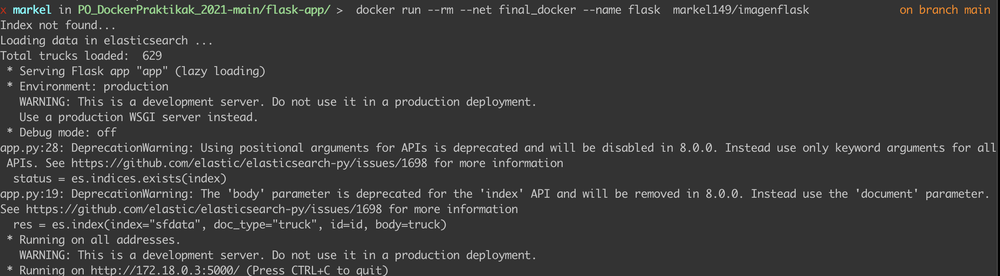 x markel in PO_DockerPraktikak_2021-main/flask-app/ >  docker run --rm --net final_docker --name flask  markel149/imagenflask on branch main
Index not found...
Loading data in elasticsearch ...
Total trucks loaded:  629
 * Serving Flask app "app" (lazy loading)
 * Environment: production
   WARNING: This is a development server. Do not use it in a production deployment.
   Use a production WSGI server instead.
 * Debug mode: off
app.py:28: DeprecationWarning: Using positional arguments for APIs is deprecated and will be disabled in 8.0.0. Instead use only keyword arguments for all
 APIs. See https://github.com/elastic/elasticsearch-py/issues/1698 for more information
  status = es.indices.exists(index)
app.py:19: DeprecationWarning: The 'body' parameter is deprecated for the 'index' API and will be removed in 8.0.0. Instead use the 'document' parameter.
See https://github.com/elastic/elasticsearch-py/issues/1698 for more information
  res = es.index(index="sfdata", doc_type="truck", id=id, body=truck)
 * Running on all addresses.
   WARNING: This is a development server. Do not use it in a production deployment.
 * Running on http://172.18.0.3:5000/ (Press CTRL+C to quit)